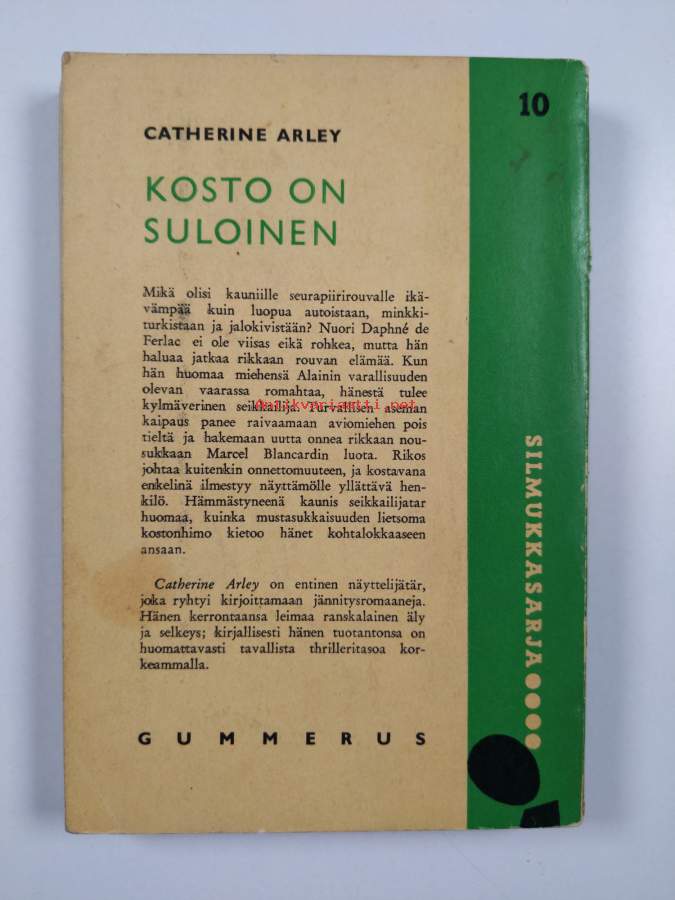 10
CATHERINE ARLEY
KOSTO ON
SULOINEN
Mikä olisi kauniille seurapiirirouvalle ikä-
vämpää kuin luopua autoistaan, minkki-
turkistaan ja jalokivistään? Nuori Daphné de
Ferlac ei ole viisas eikä rohkea, mutta hän
haluaa jatkaa rikkaan rouvan elämää. Kun
hän huomaa miehensä Alainin varallisuuden
olevan vaarassa romahtaa, hänestä tulee
kylmäverinen seikkailija. Turvallisen aseman
Antikvariaatti.net
kaipaus panee raivaamaan aviomiehen pois
tieltä ja hakemaan uutta onnea rikkaan nou-
sukkaan Marcel Blancardin luota. Rikos
johtaa kuitenkin onnettomuuteen, ja kostavana
enkelinä ilmestyy näyttämölle yllättävä hen-
kilö. Hämmästyneenä kaunis seikkailijatar
huomaa, kuinka mustasukkaisuuden lietsoma
kostonhimo kietoo hänet kohtalokkaaseen
ansaan.
Catherine Arley on entinen näyttelijätär,
joka ryhtyi kirjoittamaan jännitysromaaneja.
Hänen kerrontaansa leimaa ranskalainen äly
ja selkeys; kirjallisesti hänen tuotantonsa on
huomattavasti tavallista thrilleritasoa kor-
keammalla.
GUMMERUS
SILMUKKASARJA